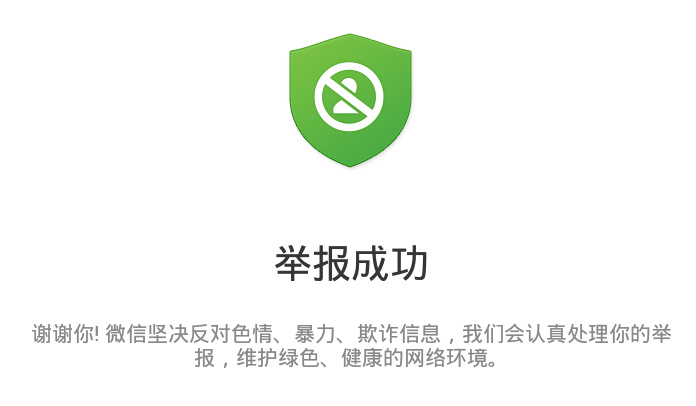 举报成功
谢谢你! 微信坚决反对色情、暴力、欺诈信息，我们会认真处理你的举
报，维护绿色、健康的网络环境。